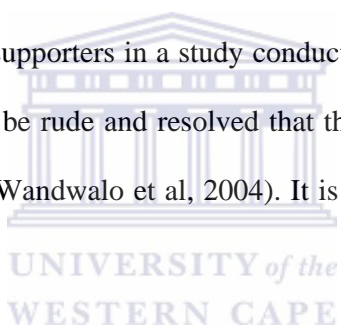 supporters in a study conduct
be rude and resolved that th
Wandwalo et al, 2004). It is
UNIVERSITY of the
WESTERN CAPE